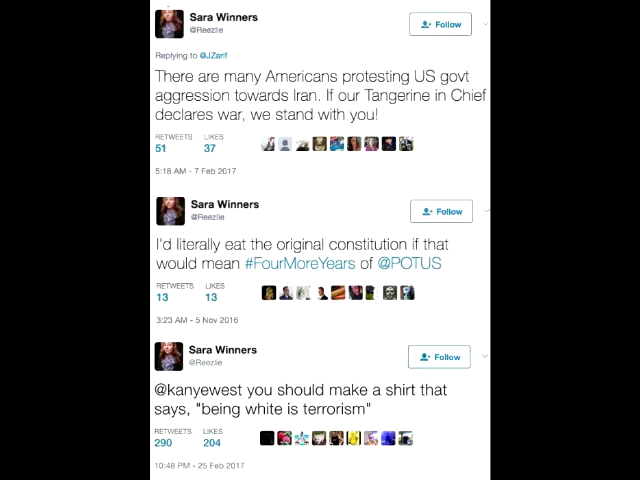 Sara Winners
@Reezlie
Follow
Replying to @JZarif
There are many Americans protesting US govt
aggression towards Iran. If our Tangerine in Chief
declares war, we stand with you!
RETWEETS LIKES
51 37
5:18 AM - 7 Feb 2017
Sara Winners
@Reezlie
Follow
I'd literally eat the original constitution if that
would mean #FourMoreYears of @POTUS
RETWEETS LIKES
13 13
3:23 AM - 5 Nov 2016
Sara Winners
@Reezlie
Follow
@kanyewest you should make a shirt that
says, "being white is terrorism"
RETWEETS LIKES
290 204
10:48 PM - 25 Feb 2017